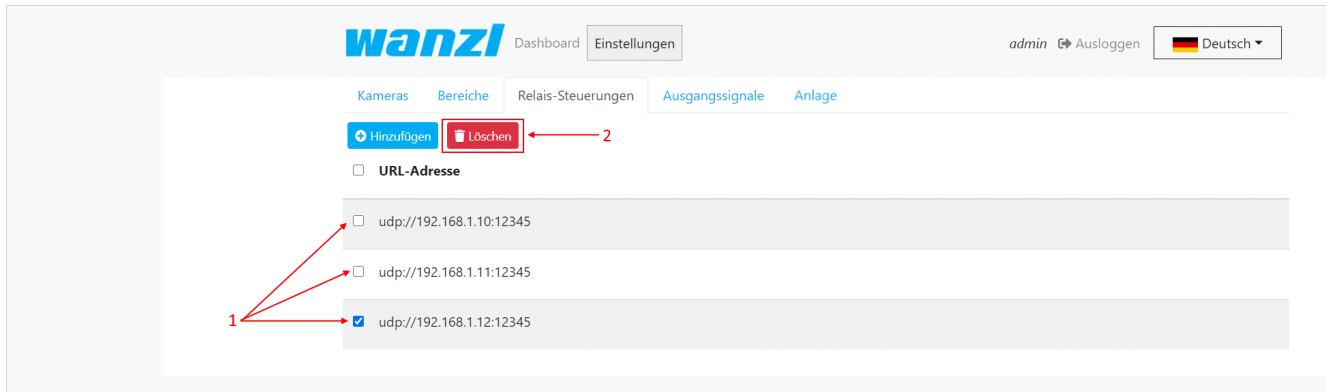 wanzl Dashboard Einstellungen admin Ausloggen Deutsch
Kameras Bereiche Relais-Steuerungen Ausgangssignale Anlage
Hinzufügen Löschen 2
URL-Adresse
udp://192.168.1.10:12345
udp://192.168.1.11:12345
1 udp://192.168.1.12:12345